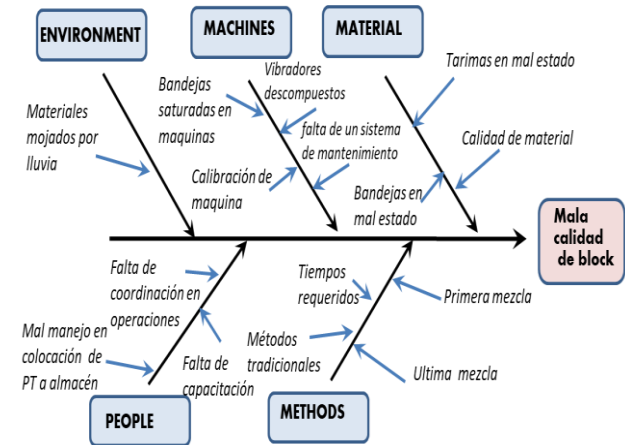 ENVIRONMENT
MACHINES
MATERIAL
Materiales
mojados por
lluvia
Bandejas
saturadas en
maquinas
Vibradores
descompuestos
falta de un sistema
de mantenimiento
Calibración de
maquina
Tarimas en mal estado
Calidad de material
Bandejas en
mal estado
Mala
calidad
de block
Falta de
coordinación en
operaciones
Mal manejo en
colocación de
PT a almacén
Falta de
capacitación
Tiempos
requeridos
Primera mezcla
Métodos
tradicionales
Ultima mezcla
PEOPLE
METHODS